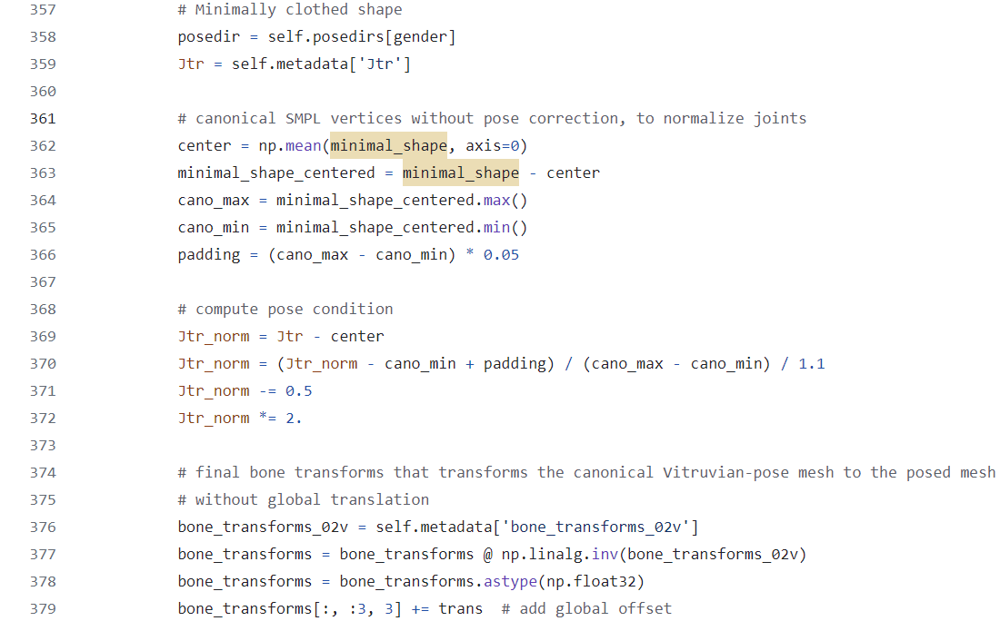 357 # Minimally clothed shape
358 posedir = self.posedirs[gender]
359 Jtr = self.metadata['Jtr']
360
361 # canonical SMPL vertices without pose correction, to normalize joints
362 center = np.mean(minimal_shape, axis=0)
363 minimal_shape_centered = minimal_shape - center
364 cano_max = minimal_shape_centered.max()
365 cano_min = minimal_shape_centered.min()
366 padding = (cano_max - cano_min) * 0.05
367
368 # compute pose condition
369 Jtr_norm = Jtr - center
370 Jtr_norm = (Jtr_norm - cano_min + padding) / (cano_max - cano_min) / 1.1
371 Jtr_norm -= 0.5
372 Jtr_norm *= 2.
373
374 # final bone transforms that transforms the canonical Vitruvian-pose mesh to the posed mesh
375 # without global translation
376 bone_transforms_02v = self.metadata['bone_transforms_02v']
377 bone_transforms = bone_transforms @ np.linalg.inv(bone_transforms_02v)
378 bone_transforms = bone_transforms.astype(np.float32)
379 bone_transforms[:, :3, 3] += trans  # add global offset